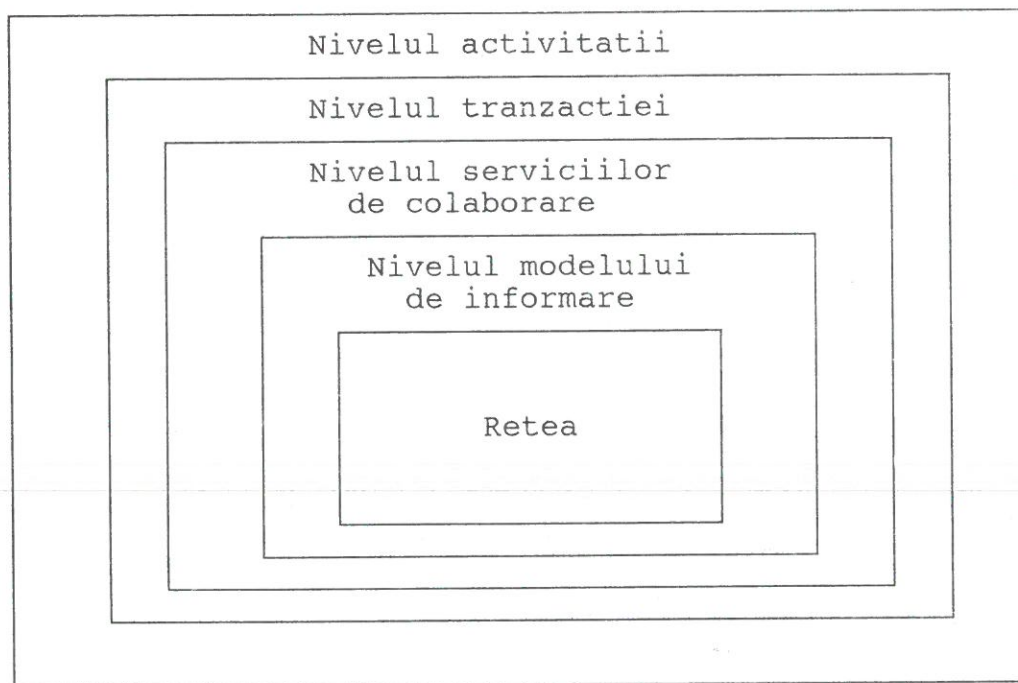 Nivelul activitatii
Nivelul tranzactiei
Nivelul serviciilor
de colaborare
Nivelul modelului
de informare
Retea